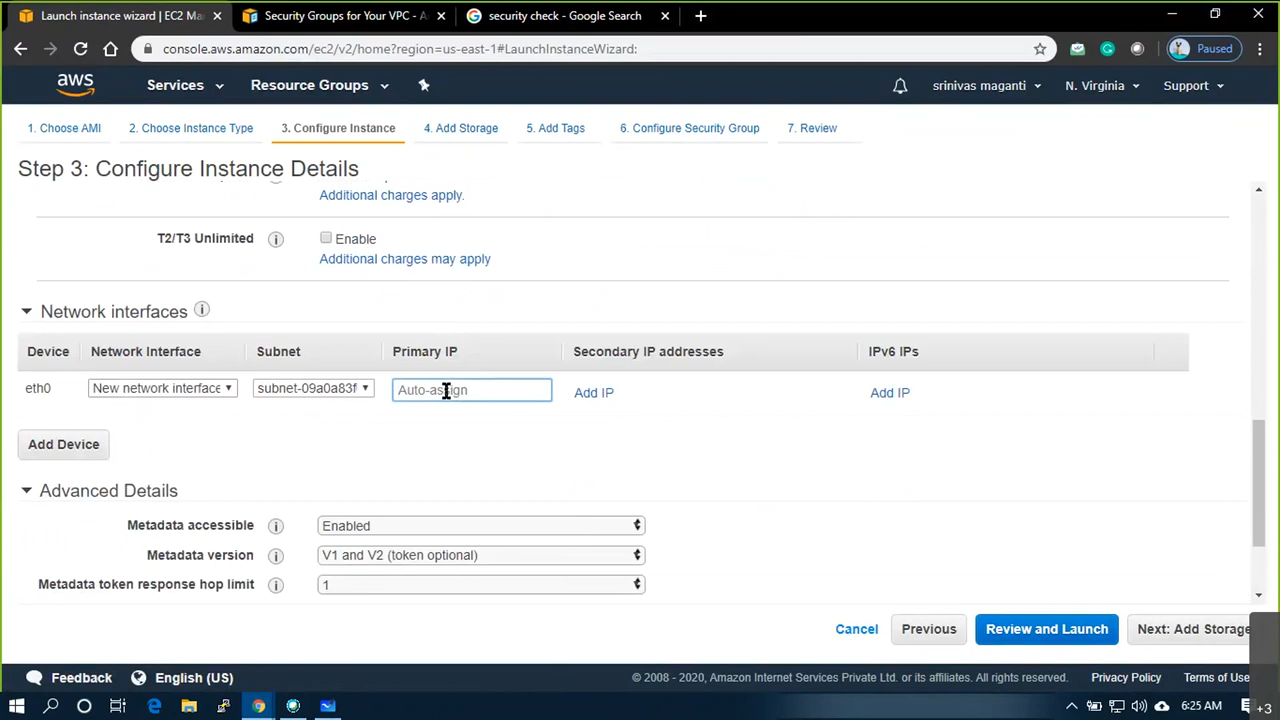 Launch instance wizard | EC2 Ma
Security Groups for Your VPC - A
security check - Google Search
console.aws.amazon.com/ec2/v2/home?region=us-east-1#LaunchInstanceWizard:
Paused
aws
Services
Resource Groups
srinivas maganti
N. Virginia
Support
1. Choose AMI
2. Choose Instance Type
3. Configure Instance
4. Add Storage
5. Add Tags
6. Configure Security Group
7. Review
Step 3: Configure Instance Details
Additional charges apply.
T2/T3 Unlimited
Enable
Additional charges may apply
Network interfaces
Device
Network Interface
Subnet
Primary IP
Secondary IP addresses
IPv6 IPs
eth0
New network interface
subnet-09a0a83f
Auto-assign
Add IP
Add IP
Add Device
Advanced Details
Metadata accessible
Enabled
Metadata version
V1 and V2 (token optional)
Metadata token response hop limit
1
Cancel
Previous
Review and Launch
Next: Add Storage
Feedback
English (US)
© 2008 - 2020, Amazon Internet Services Private Ltd. or its affiliates. All rights reserved.
Privacy Policy
Terms of Use
6:25 AM
+3